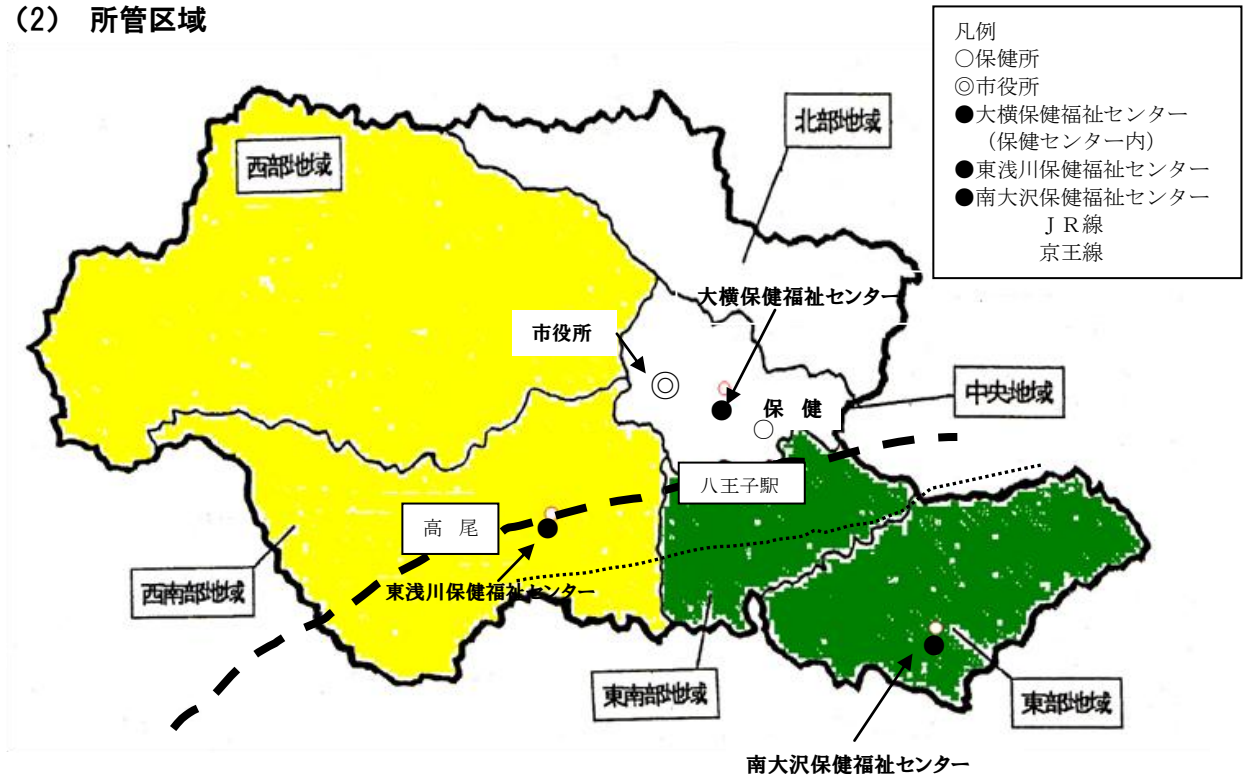 （2） 所管区域
凡例
○保健所
◎市役所
●大横保健福祉センター
（保健センター内）
●東浅川保健福祉センター
●南大沢保健福祉センター
ＪＲ線
京王線
北部地域
西部地域
大横保健福祉センター
市役所
中央地域
保 健
八王子駅
高 尾
西南部地域
東浅川保健福祉センター
東南部地域
東部地域
南大沢保健福祉センター